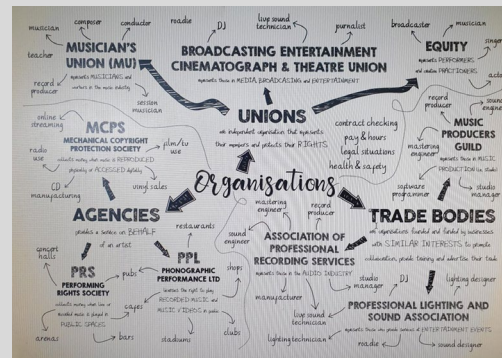 musician
composer
conductor
roadie
DJ
live sound
technician
journalist
broadcaster
musician
teacher
MUSICIAN'S
UNION (MU)
represents MUSICIANS and
workers in the music industry
record
producer
session
musician
BROADCASTING ENTERTAINMENT
CINEMATOGRAPH & THEATRE UNION
represents those in MEDIA BROADCASTING and ENTERTAINMENT
EQUITY
represents PERFORMERS
and creative PRACTITIONERS
singer
UNIONS
an independent organisation that represents
their members and protects their RIGHTS
contract checking
pay & hours
legal situations
health & safety
online
streaming
MCPS
MECHANICAL COPYRIGHT
PROTECTION SOCIETY
collects money when music is REPRODUCED
physically or ACCESSED digitally
radio
use
film/tv
use
CD
manufacturing
vinyl sales
record
producer
sound
MUSIC
PRODUCERS
GUILD
represents those in MUSIC
PRODUCTION
mastering
engineer
software
programmer
studio
manager
Organisations
AGENCIES
provides a service on BEHALF
of an artist
TRADE BODIES
an organisations founded and funded by businesses
with SIMILAR INTERESTS to promote
collaboration, provide training and advertise their trade
concert
halls
PRS
PERFORMING
RIGHTS SOCIETY
collects money when live or
recorded music is played in
PUBLIC SPACES
pubs
cafes
arenas
bars
restaurants
PPL
PHONOGRAPHIC
PERFORMANCE LTD
licenses the right to play
RECORDED MUSIC and
MUSIC VIDEOS in public
shops
stadiums
clubs
mastering
engineer
record
producer
sound
engineer
ASSOCIATION OF
PROFESSIONAL
RECORDING SERVICES
represents those in the AUDIO INDUSTRY
studio
manager
manufacturer
live sound
technician
DJ
lighting designer
PROFESSIONAL LIGHTING AND
SOUND ASSOCIATION
represents those who provide services to ENTERTAINMENT EVENTS
lighting technician
roadie
sound designer